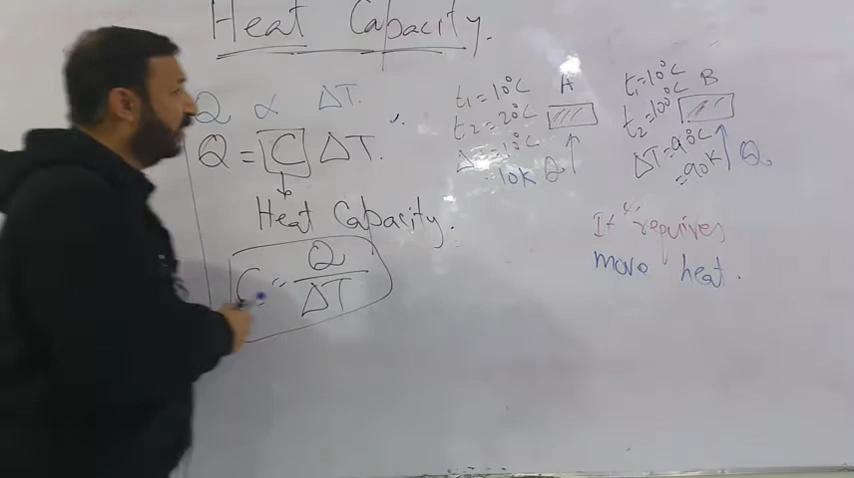 Heat Capacity.
Q ∝ ΔT.
Q = C ΔT.
Heat Capacity.
C = Q / ΔT
t₁=10°C A
t₂=20°C
ΔT=10°C
=10K Q
t₁=10°C B
t₂=100°C
ΔT=90°C
=90K Q
It requires
more heat.